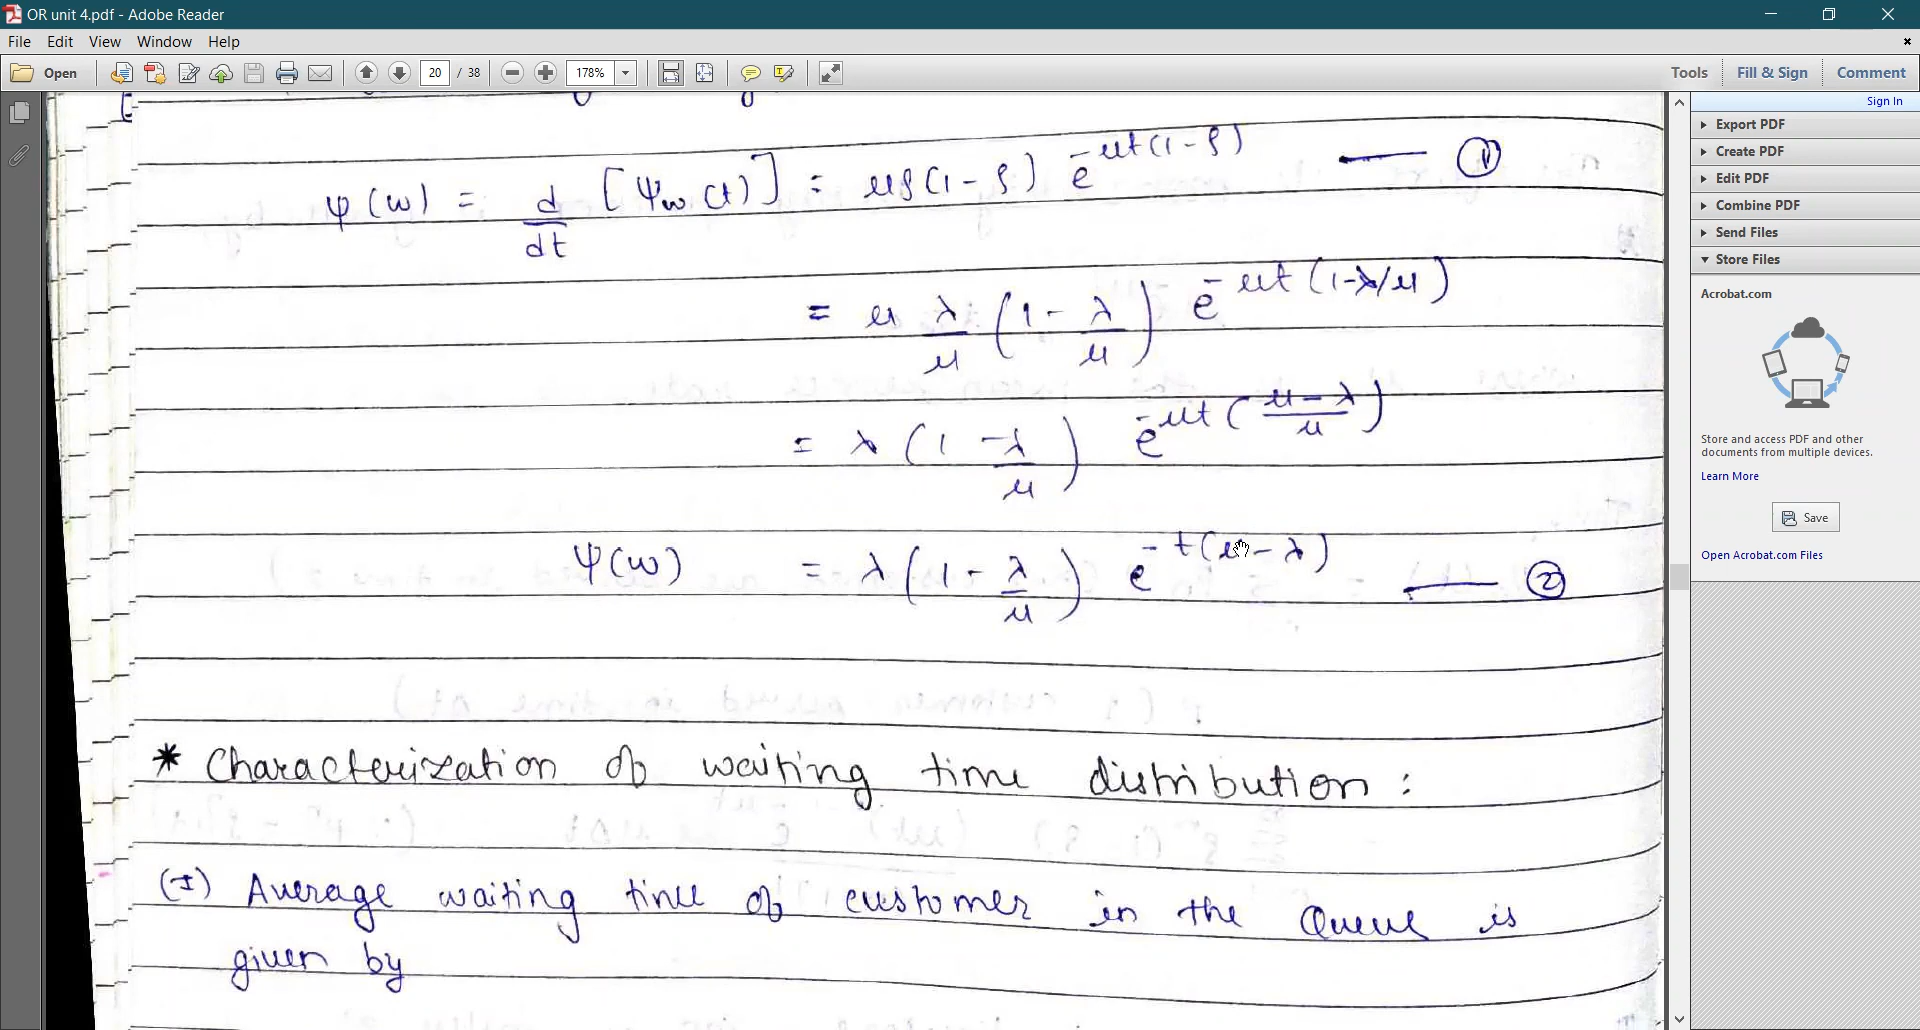 OR unit 4.pdf - Adobe Reader
File Edit View Window Help
Open 20 / 38 178% Tools Fill & Sign Comment
Sign In
Export PDF
Create PDF
Edit PDF
Combine PDF
Send Files
Store Files
Acrobat.com
Store and access PDF and other
documents from multiple devices.
Learn More
Save
Open Acrobat.com Files
ψ(w) = d/dt [ψw(t)] = μρ(1-ρ) e^-μt(1-ρ) — ①
= μ λ/μ (1 - λ/μ) e^-μt(1-λ/μ)
= λ (1 - λ/μ) e^-μt(μ-λ/μ)
ψ(w) = λ (1 - λ/μ) e^-t(μ-λ) — ②
* Characterization of waiting time distribution :
(I) Average waiting time of customer in the Queue is
given by